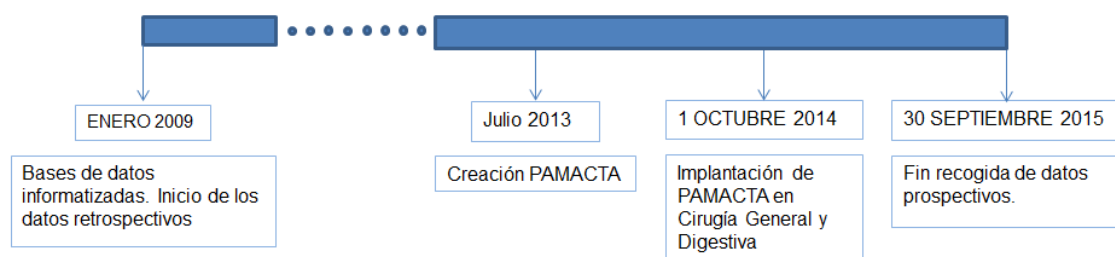 ENERO 2009
Bases de datos
informatizadas. Inicio de los
datos retrospectivos
Julio 2013
Creación PAMACTA
1 OCTUBRE 2014
Implantación de
PAMACTA en
Cirugía General y
Digestiva
30 SEPTIEMBRE 2015
Fin recogida de datos
prospectivos.